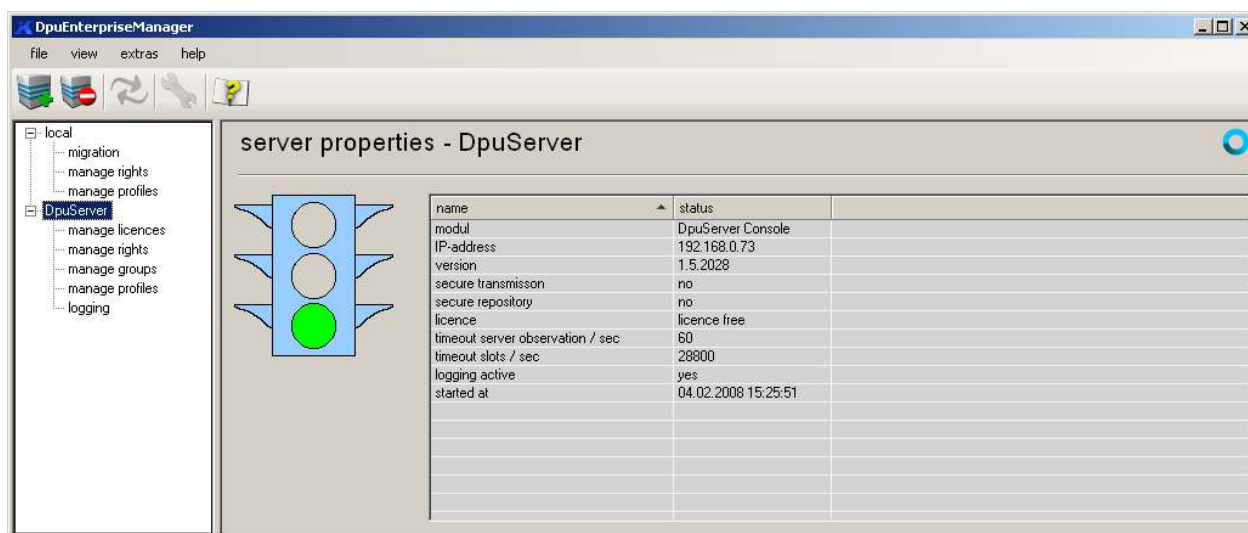 DpuEnterpriseManager
file view extras help
local
migration
manage rights
manage profiles
DpuServer
manage licences
manage rights
manage groups
manage profiles
logging
server properties - DpuServer
name status
modul DpuServer Console
IP-address 192.168.0.73
version 1.5.2028
secure transmisson no
secure repository no
licence licence free
timeout server observation / sec 60
timeout slots / sec 28800
logging active yes
started at 04.02.2008 15:25:51